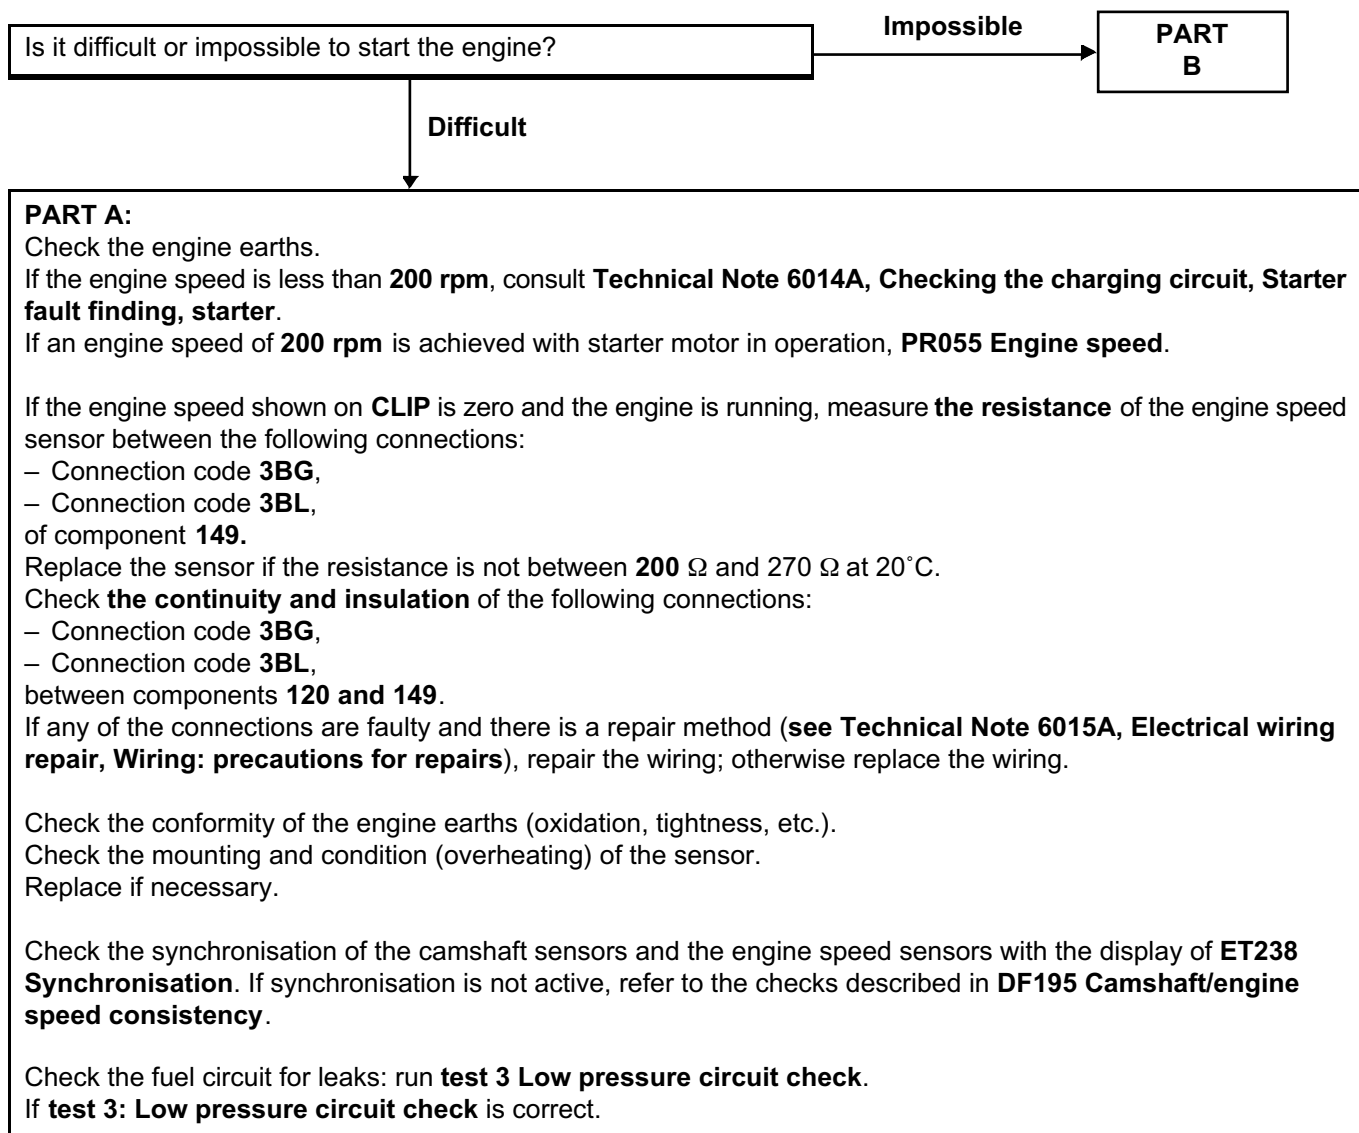 Is it difficult or impossible to start the engine?
Impossible
PART
B
Difficult
PART A:
Check the engine earths.
If the engine speed is less than 200 rpm, consult Technical Note 6014A, Checking the charging circuit, Starter
fault finding, starter.
If an engine speed of 200 rpm is achieved with starter motor in operation, PR055 Engine speed.
If the engine speed shown on CLIP is zero and the engine is running, measure the resistance of the engine speed
sensor between the following connections:
– Connection code 3BG,
– Connection code 3BL,
of component 149.
Replace the sensor if the resistance is not between 200 Ω and 270 Ω at 20˚C.
Check the continuity and insulation of the following connections:
– Connection code 3BG,
– Connection code 3BL,
between components 120 and 149.
If any of the connections are faulty and there is a repair method (see Technical Note 6015A, Electrical wiring
repair, Wiring: precautions for repairs), repair the wiring; otherwise replace the wiring.
Check the conformity of the engine earths (oxidation, tightness, etc.).
Check the mounting and condition (overheating) of the sensor.
Replace if necessary.
Check the synchronisation of the camshaft sensors and the engine speed sensors with the display of ET238
Synchronisation. If synchronisation is not active, refer to the checks described in DF195 Camshaft/engine
speed consistency.
Check the fuel circuit for leaks: run test 3 Low pressure circuit check.
If test 3: Low pressure circuit check is correct.